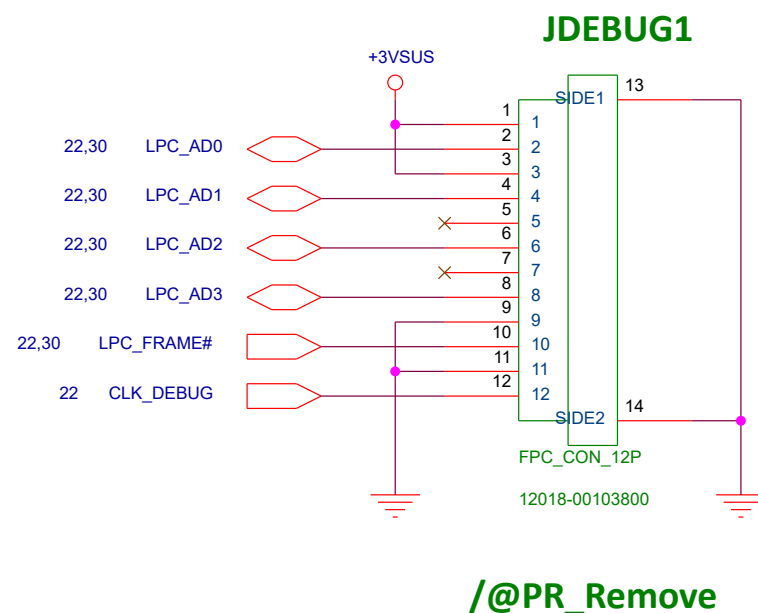 JDEBUG1
+3VSUS
SIDE1 13
1 1
22,30 LPC_AD0 2 2
3 3
22,30 LPC_AD1 4 4
5 5
22,30 LPC_AD2 6 6
7 7
22,30 LPC_AD3 8 8
9 9
22,30 LPC_FRAME# 10 10
11 11
22 CLK_DEBUG 12 12
SIDE2 14
FPC_CON_12P
12018-00103800
/@PR_Remove